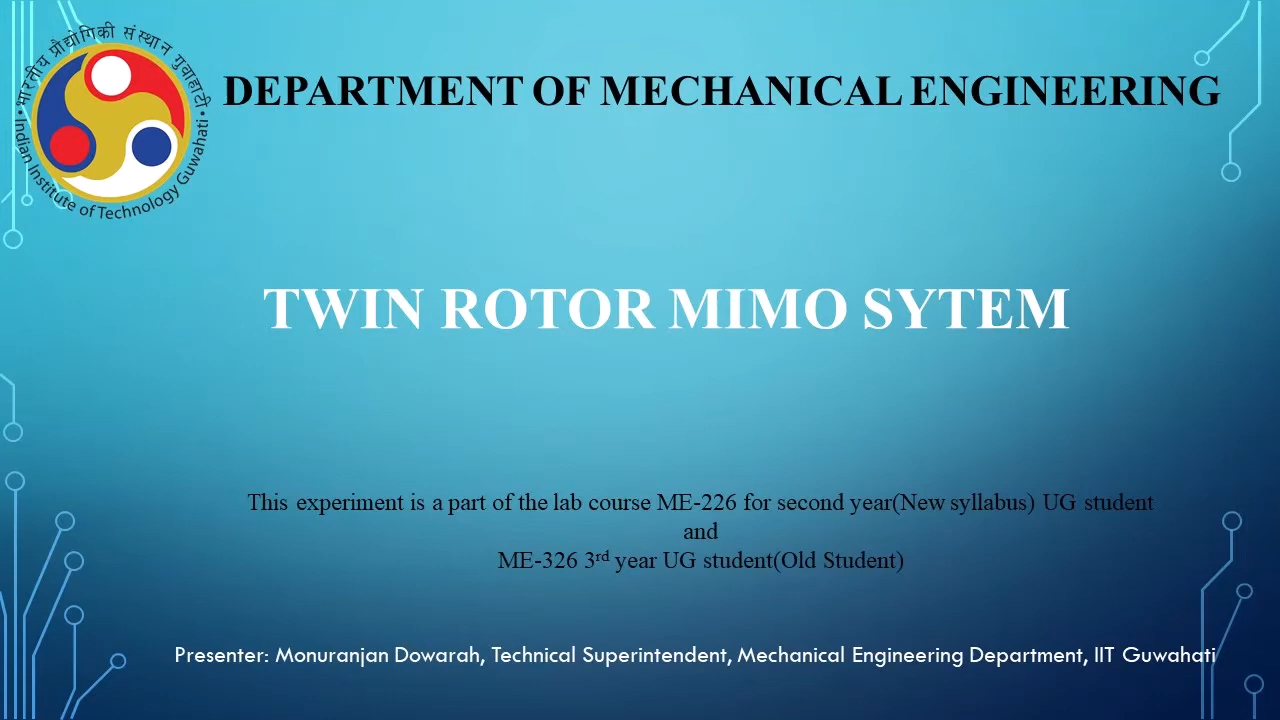 भारतीय प्रौद्योगिकी संस्थान गुवाहाटी
Indian Institute of Technology Guwahati
DEPARTMENT OF MECHANICAL ENGINEERING
TWIN ROTOR MIMO SYTEM
This experiment is a part of the lab course ME-226 for second year(New syllabus) UG student
and
ME-326 3rd year UG student(Old Student)
Presenter: Monuranjan Dowarah, Technical Superintendent, Mechanical Engineering Department, IIT Guwahati